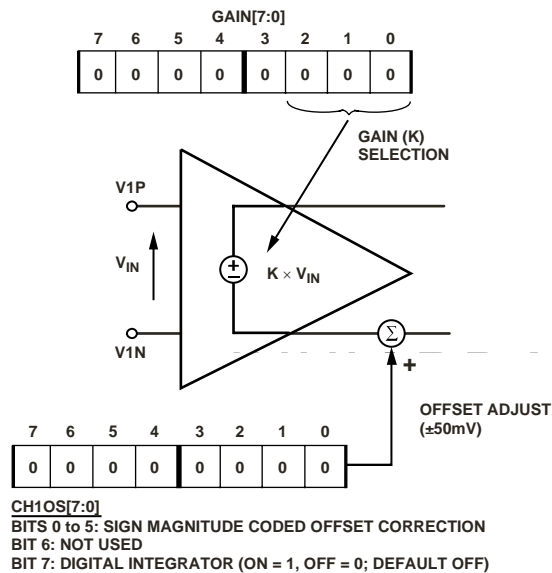 GAIN[7:0]
7 6 5 4 3 2 1 0
0 0 0 0 0 0 0 0
GAIN (K)
SELECTION
V1P
VIN
K × VIN
V1N
Σ
+
OFFSET ADJUST
(±50mV)
7 6 5 4 3 2 1 0
0 0 0 0 0 0 0 0
CH1OS[7:0]
BITS 0 to 5: SIGN MAGNITUDE CODED OFFSET CORRECTION
BIT 6: NOT USED
BIT 7: DIGITAL INTEGRATOR (ON = 1, OFF = 0; DEFAULT OFF)